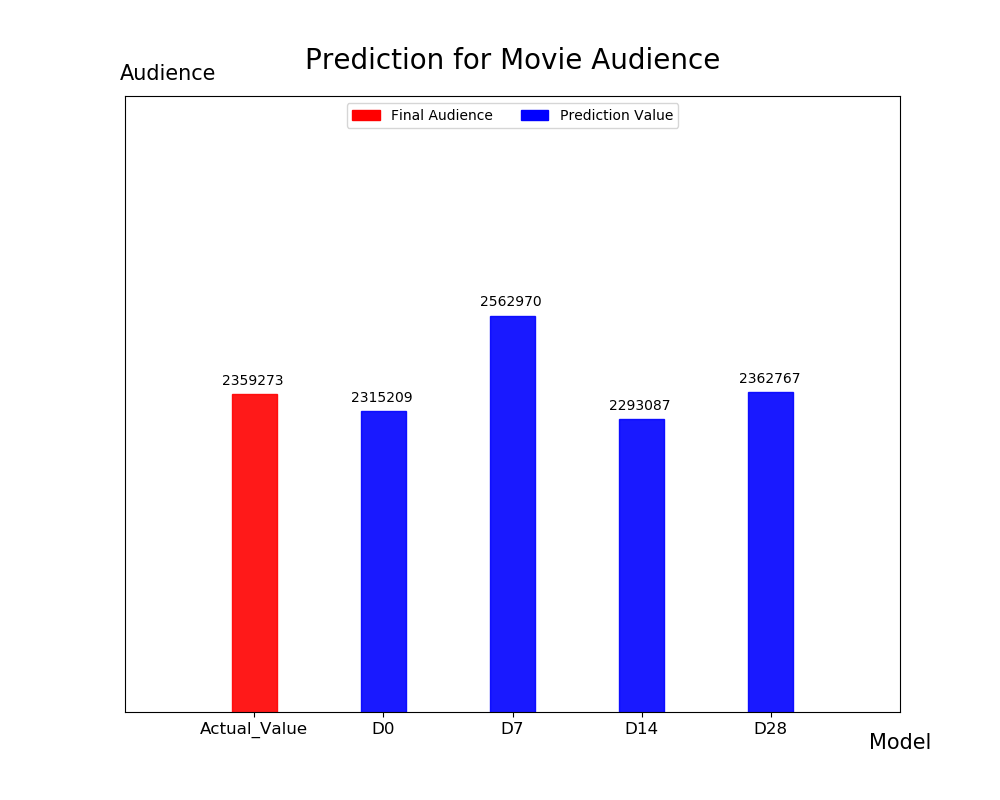 Prediction for Movie Audience
Audience
Final Audience Prediction Value
2359273
2315209
2562970
2293087
2362767
Actual_Value D0 D7 D14 D28
Model